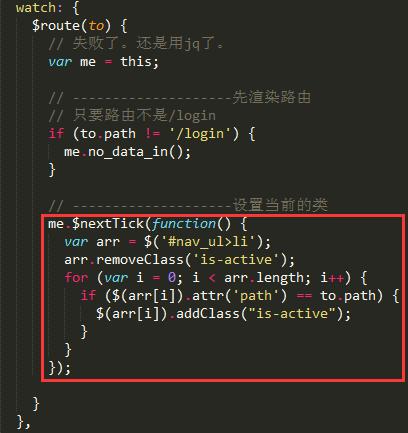 watch: {
$route(to) {
// 失败了。还是用jq了。
var me = this;
// --------------------先渲染路由
// 只要路由不是/login
if (to.path != '/login') {
me.no_data_in();
}
// --------------------设置当前的类
me.$nextTick(function() {
var arr = $('#nav_ul>li');
arr.removeClass('is-active');
for (var i = 0; i < arr.length; i++) {
if ($(arr[i]).attr('path') == to.path) {
$(arr[i]).addClass("is-active");
}
}
});
}
},